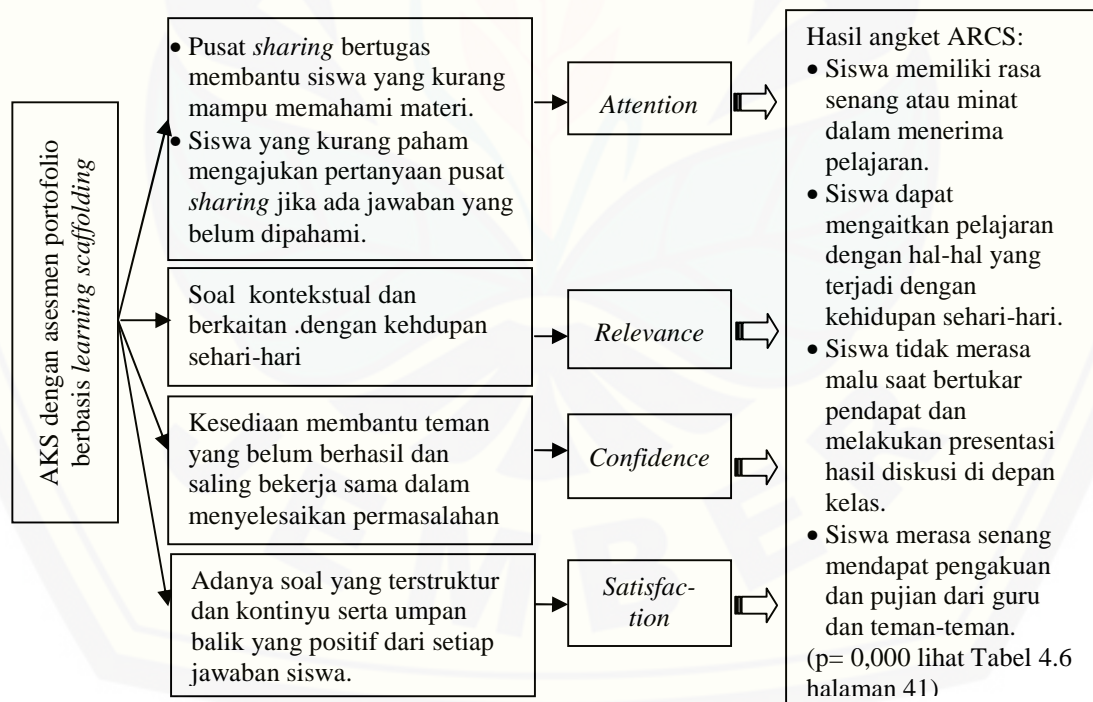 AKS dengan asesmen portofolio
berbasis learning scaffolding
• Pusat sharing bertugas
membantu siswa yang kurang
mampu memahami materi.
• Siswa yang kurang paham
mengajukan pertanyaan pusat
sharing jika ada jawaban yang
belum dipahami.
Attention
Soal kontekstual dan
berkaitan .dengan kehdupan
sehari-hari
Relevance
Kesediaan membantu teman
yang belum berhasil dan
saling bekerja sama dalam
menyelesaikan permasalahan
Confidence
Adanya soal yang terstruktur
dan kontinyu serta umpan
balik yang positif dari setiap
jawaban siswa.
Satisfac-
tion
Hasil angket ARCS:
• Siswa memiliki rasa
senang atau minat
dalam menerima
pelajaran.
• Siswa dapat
mengaitkan pelajaran
dengan hal-hal yang
terjadi dengan
kehidupan sehari-hari.
• Siswa tidak merasa
malu saat bertukar
pendapat dan
melakukan presentasi
hasil diskusi di depan
kelas.
• Siswa merasa senang
mendapat pengakuan
dan pujian dari guru
dan teman-teman.
(p= 0,000 lihat Tabel 4.6
halaman 41)